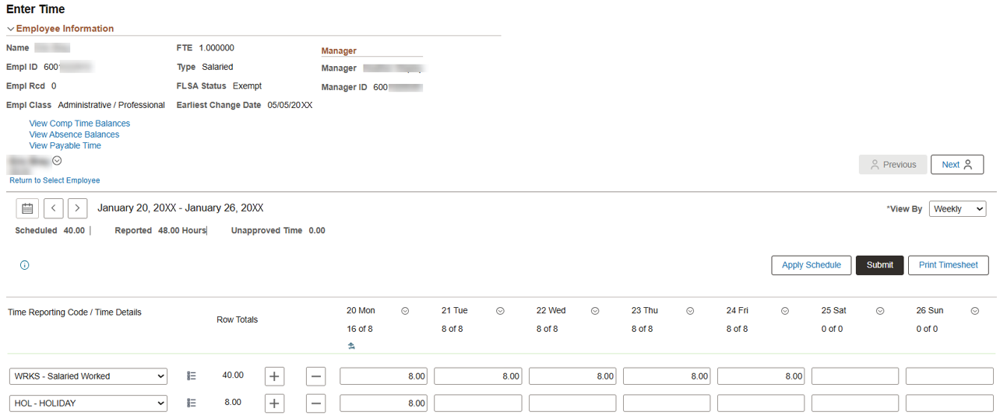 Enter Time
Employee Information
Name FTE 1.000000 Manager
Empl ID 600 Type Salaried Manager
Empl Rcd 0 FLSA Status Exempt Manager ID 600
Empl Class Administrative / Professional Earliest Change Date 05/05/20XX
View Comp Time Balances
View Absence Balances
View Payable Time
Previous Next
Return to Select Employee
January 20, 20XX - January 26, 20XX *View By Weekly
Scheduled 40.00 | Reported 48.00 Hours| Unapproved Time 0.00
Apply Schedule Submit Print Timesheet
Time Reporting Code / Time Details Row Totals 20 Mon 21 Tue 22 Wed 23 Thu 24 Fri 25 Sat 26 Sun
16 of 8 8 of 8 8 of 8 8 of 8 8 of 8 0 of 0 0 of 0
WRKS - Salaried Worked 40.00 8.00 8.00 8.00 8.00 8.00
HOL - HOLIDAY 8.00 8.00